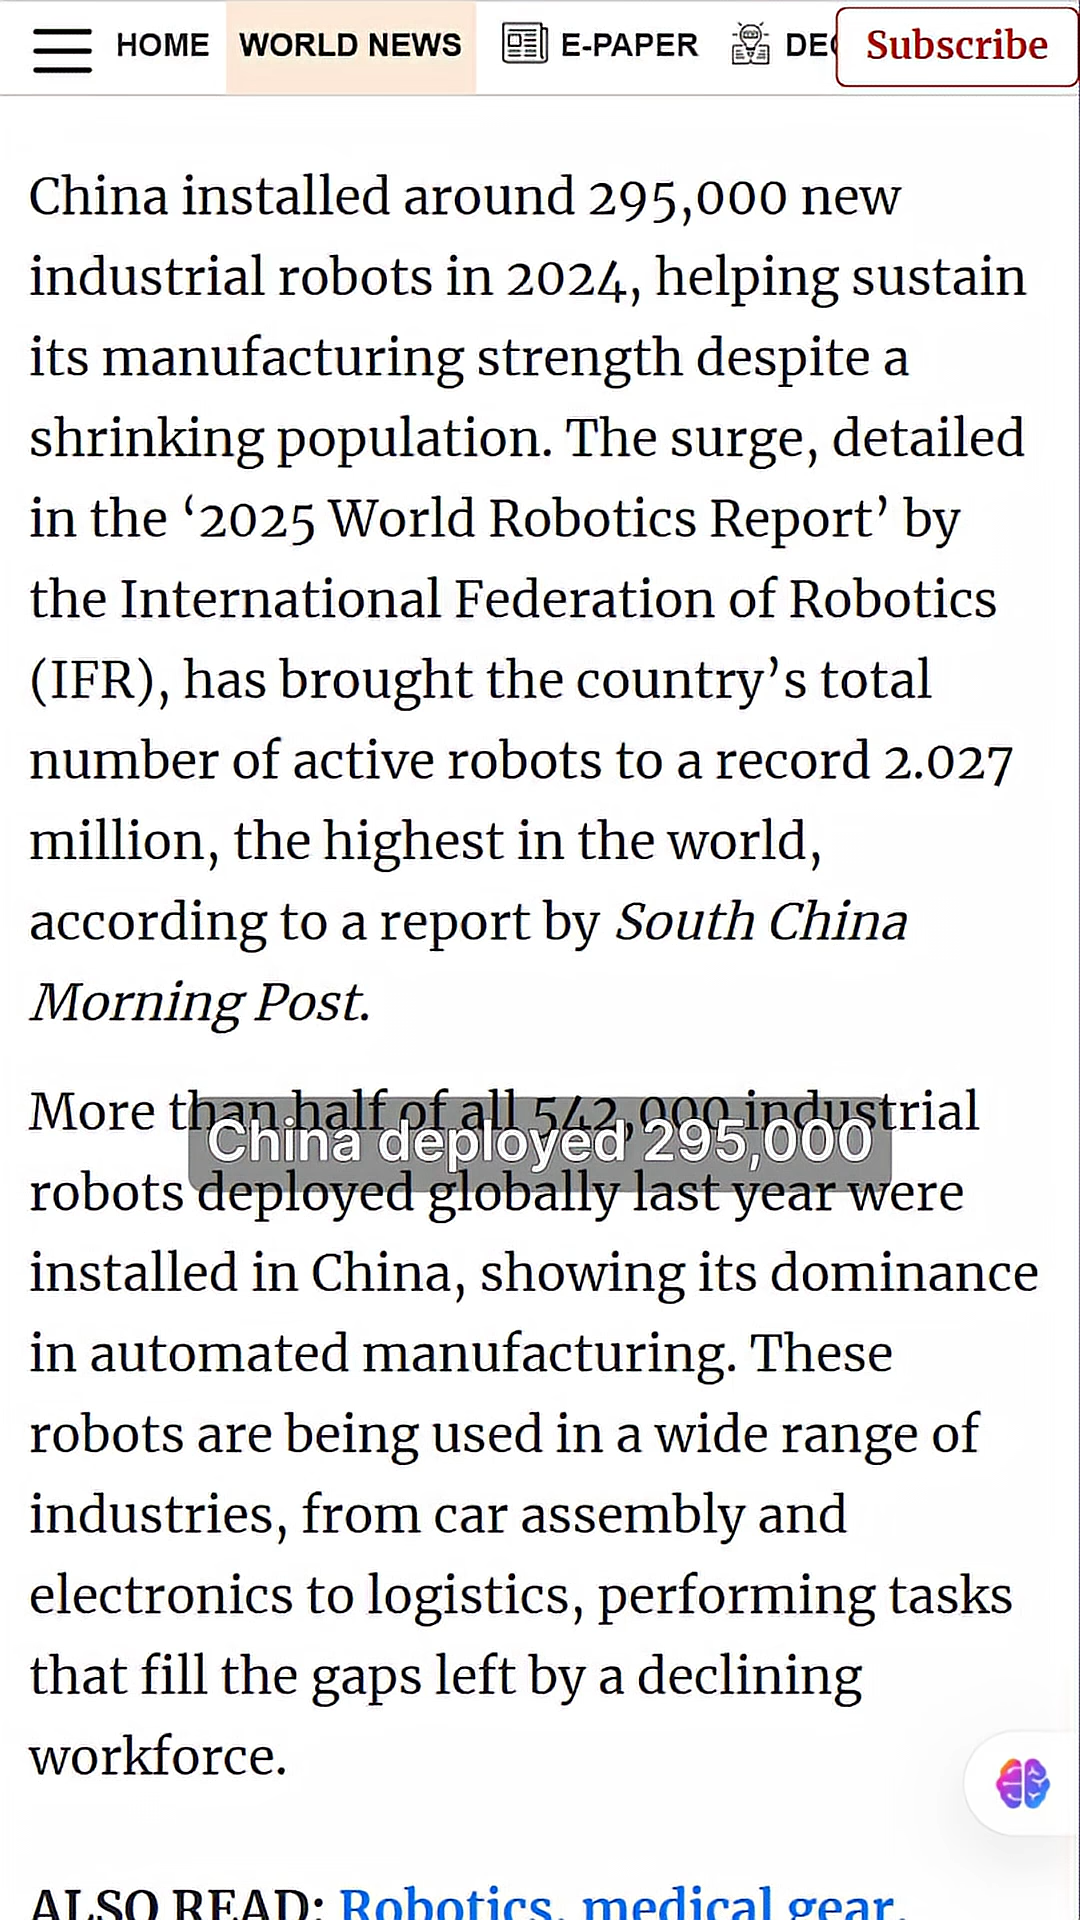 HOME WORLD NEWS E-PAPER Subscribe
China installed around 295,000 new
industrial robots in 2024, helping sustain
its manufacturing strength despite a
shrinking population. The surge, detailed
in the ‘2025 World Robotics Report’ by
the International Federation of Robotics
(IFR), has brought the country’s total
number of active robots to a record 2.027
million, the highest in the world,
according to a report by South China
Morning Post.
More than half of all 542,000 industrial
China deployed 295,000
robots deployed globally last year were
installed in China, showing its dominance
in automated manufacturing. These
robots are being used in a wide range of
industries, from car assembly and
electronics to logistics, performing tasks
that fill the gaps left by a declining
workforce.
ALSO READ: Robotics, medical gear,